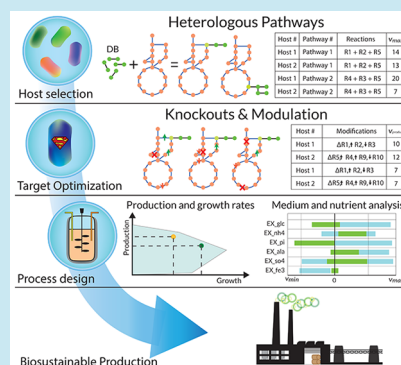 Heterologous Pathways
DB
+
=
Host selection
Host # Pathway # Reactions vmax
Host 1 Pathway 1 R1 + R2 + R5 14
Host 1 Pathway 1 R1 + R2 + R5 13
Host 2 Pathway 2 R4 + R3 + R5 20
Host 2 Pathway 2 R4 + R3 + R5 7
Knockouts & Modulation
Target Optimization
Host # Modifications vmax
Host 1 ΔR1,⬆R2,⬇R3 10
Host 2 ΔR5⬆ R4,⬆R9,⬇R10 12
Host 1 ΔR1,⬆R2,⬇R3 7
Host 2 ΔR5⬆ R4,⬆R9,⬇R10 7
Production and growth rates
Production
Growth
Process design
Medium and nutrient analysis
EX_glc
EX_nh4
EX_pi
EX_ala
EX_so4
EX_fe3
vmin 0 vmax
Biosustainable Production